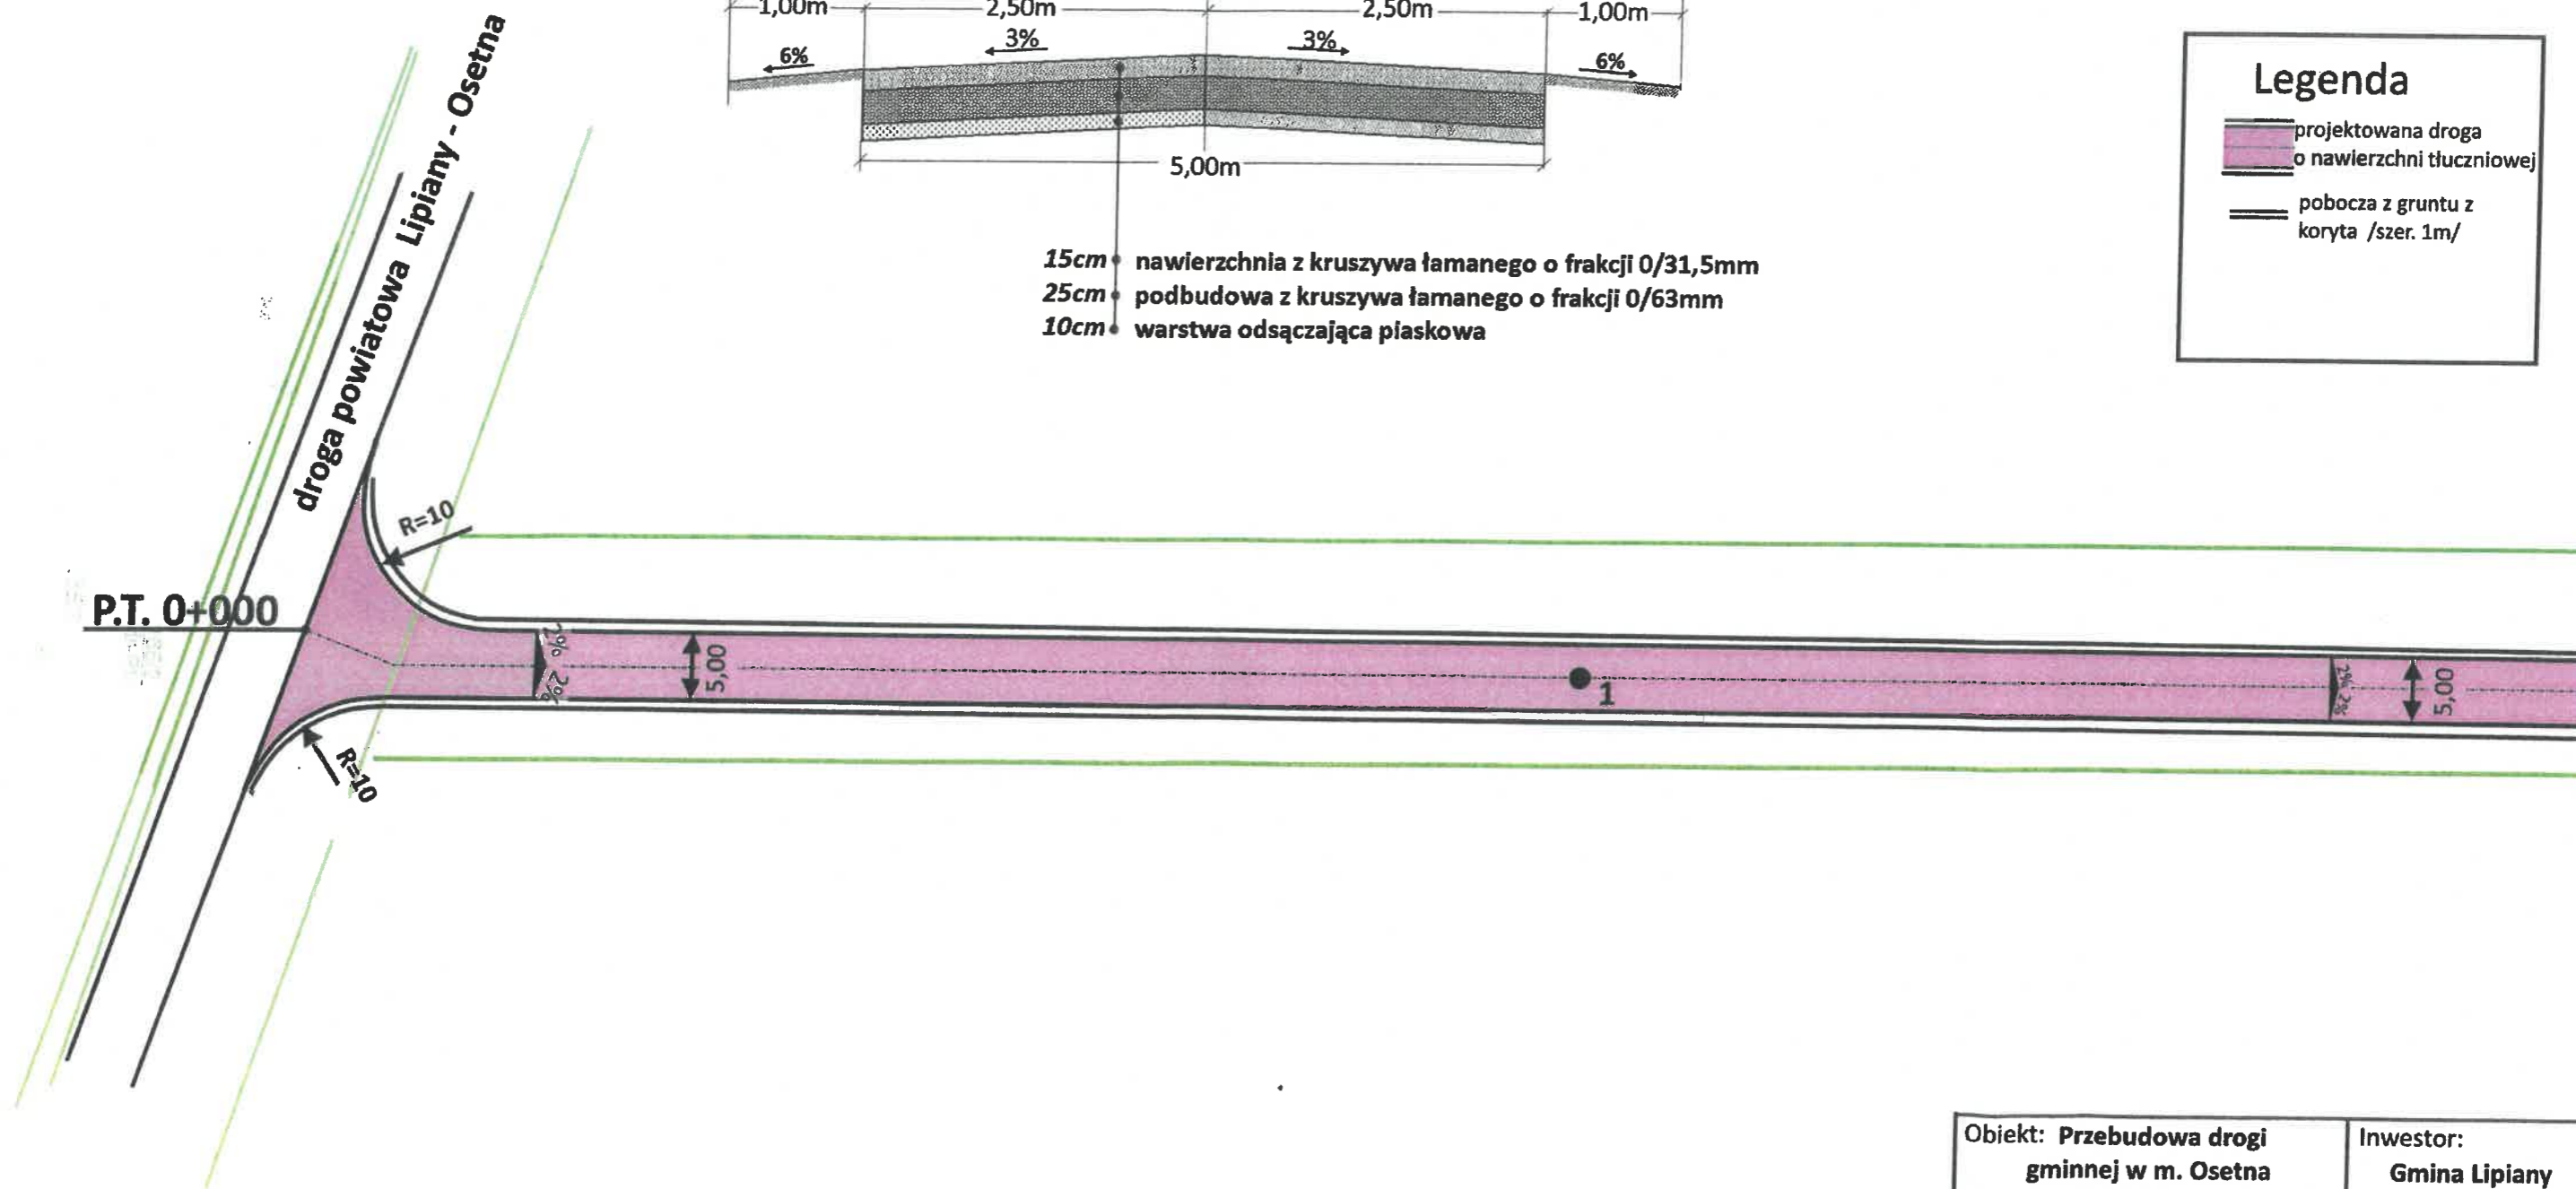 1,00m 2,50m 2,50m 1,00m
6% 3% 3% 6%
5,00m
15cm nawierzchnia z kruszywa łamanego o frakcji 0/31,5mm
25cm podbudowa z kruszywa łamanego o frakcji 0/63mm
10cm warstwa odsączająca piaskowa
Legenda
projektowana droga
o nawierzchni tłuczniowej
pobocza z gruntu z
koryta /szer. 1m/
droga powiatowa Lipiany - Osetna
R=10
P.T. 0+000
2% 2%
5,00
1
2% 2%
5,00
R=10
Obiekt: Przebudowa drogi
gminnej w m. Osetna
Inwestor:
Gmina Lipiany